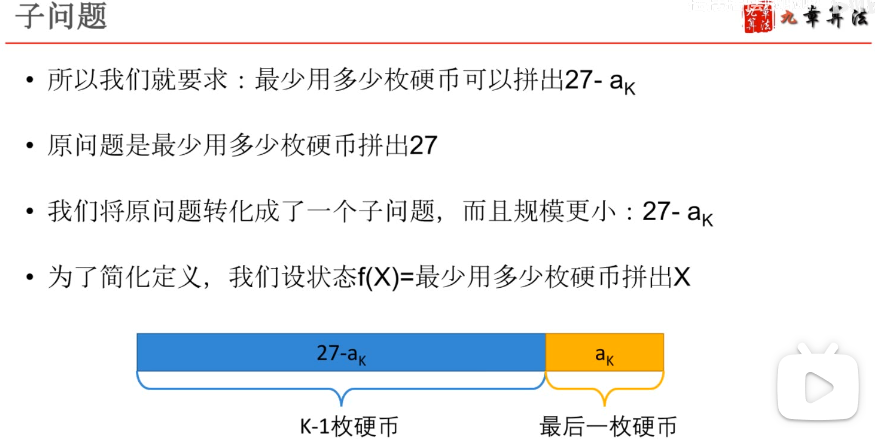 子问题
九章算法
• 所以我们就要求：最少用多少枚硬币可以拼出27- aK
• 原问题是最少用多少枚硬币拼出27
• 我们将原问题转化成了一个子问题，而且规模更小：27- aK
• 为了简化定义，我们设状态f(X)=最少用多少枚硬币拼出X
27-aK
aK
K-1枚硬币
最后一枚硬币